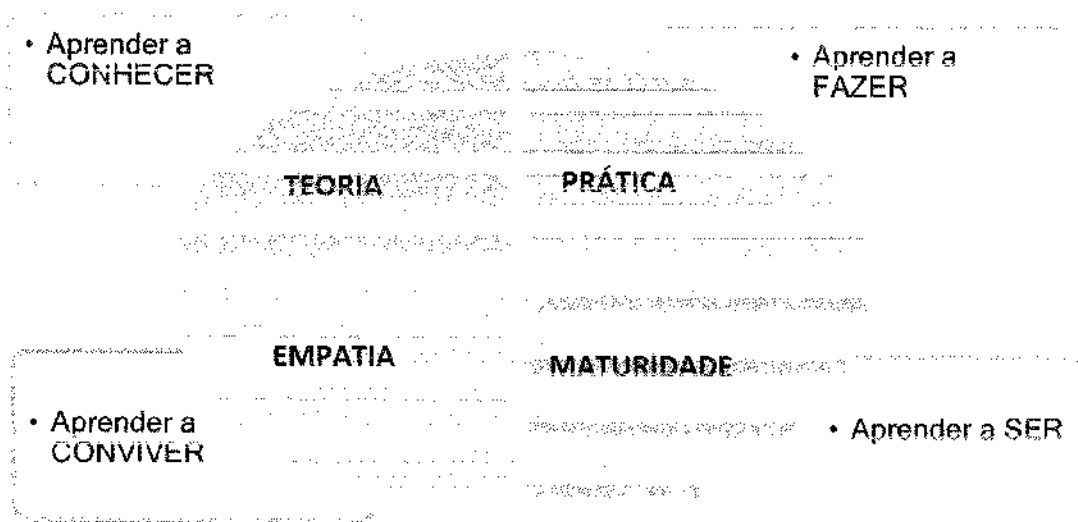 • Aprender a
CONHECER
• Aprender a
FAZER
TEORIA
PRÁTICA
EMPATIA
MATURIDADE
• Aprender a
CONVIVER
• Aprender a SER